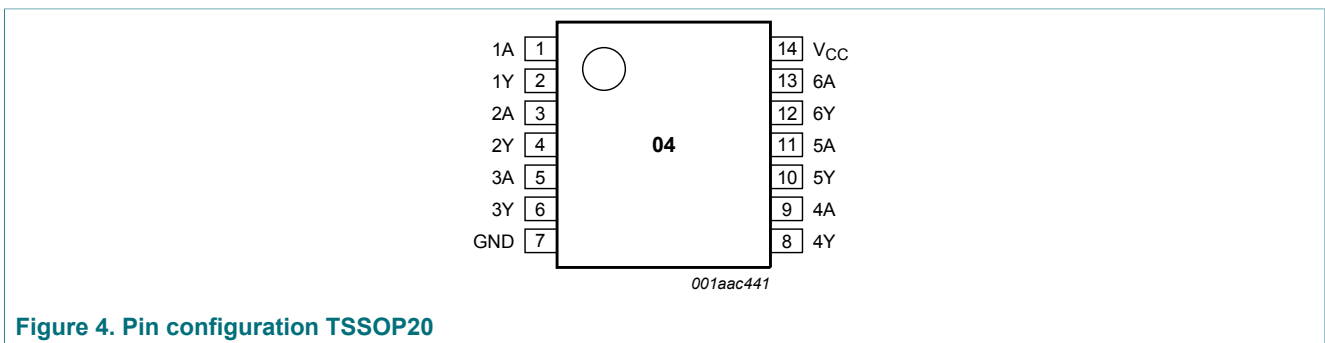 1A 1 14 VCC
1Y 2 13 6A
2A 3 12 6Y
2Y 4 04 11 5A
3A 5 10 5Y
3Y 6 9 4A
GND 7 8 4Y
001aac441
Figure 4. Pin configuration TSSOP20